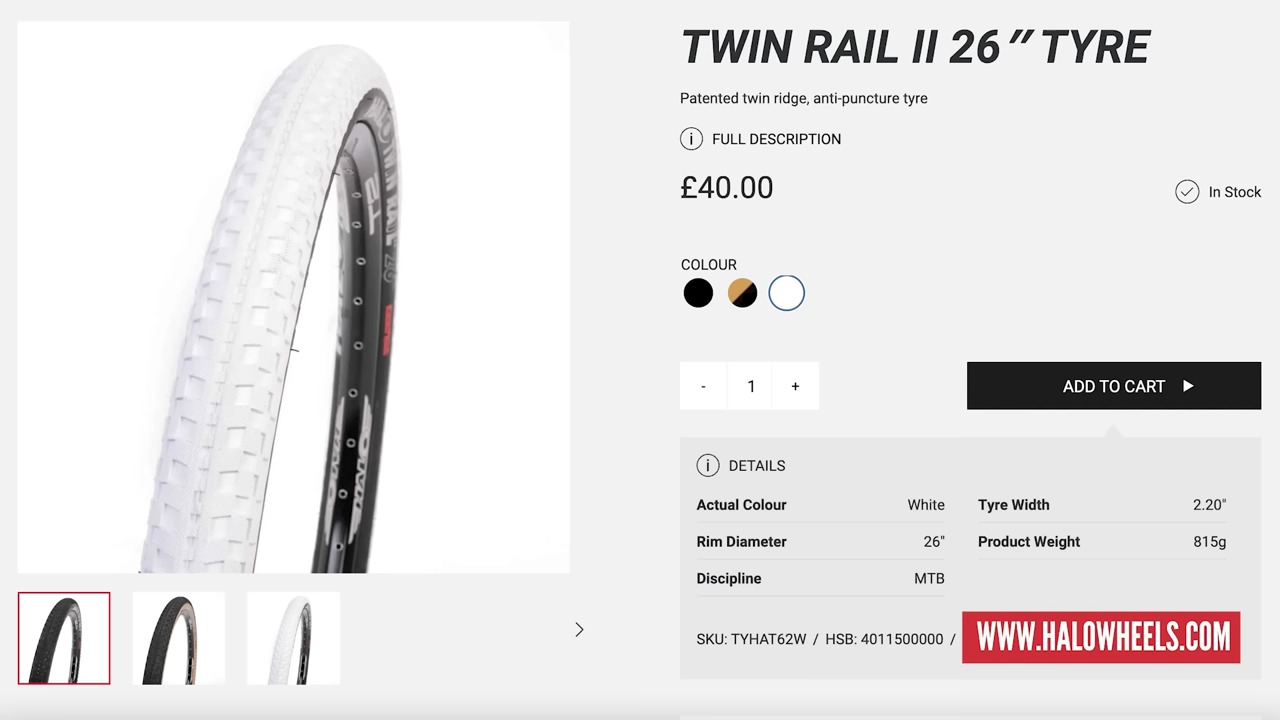 TWIN RAIL II 26″ TYRE
Patented twin ridge, anti-puncture tyre
i FULL DESCRIPTION
£40.00
In Stock
COLOUR
- 1 +
ADD TO CART
i DETAILS
Actual Colour White
Tyre Width 2.20"
Rim Diameter 26"
Product Weight 815g
Discipline MTB
SKU: TYHAT62W / HSB: 4011500000 /
WWW.HALOWHEELS.COM